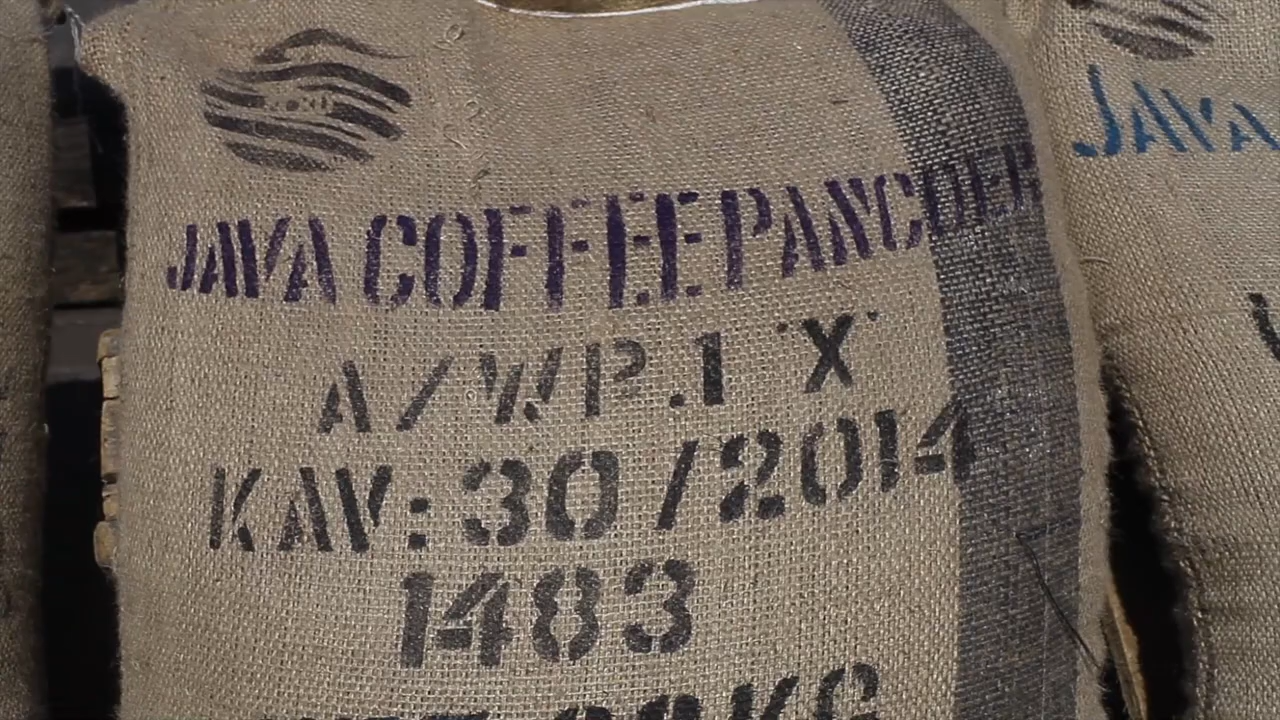 JAVA COFFEE PANCOER
JAVA
A/WP.1 X
KAV: 30/2014
1483